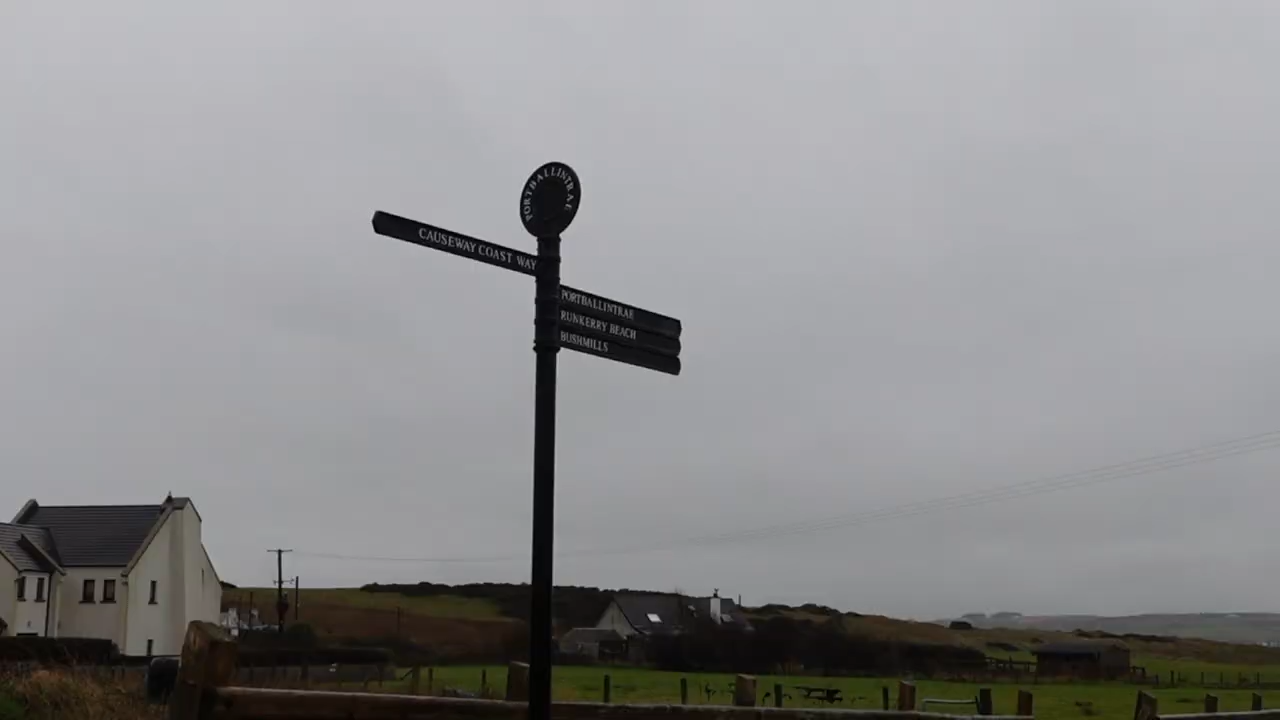 PORTBALLINTRAE
CAUSEWAY COAST WAY
PORTBALLINTRAE
RUNKERRY BEACH
BUSHMILLS